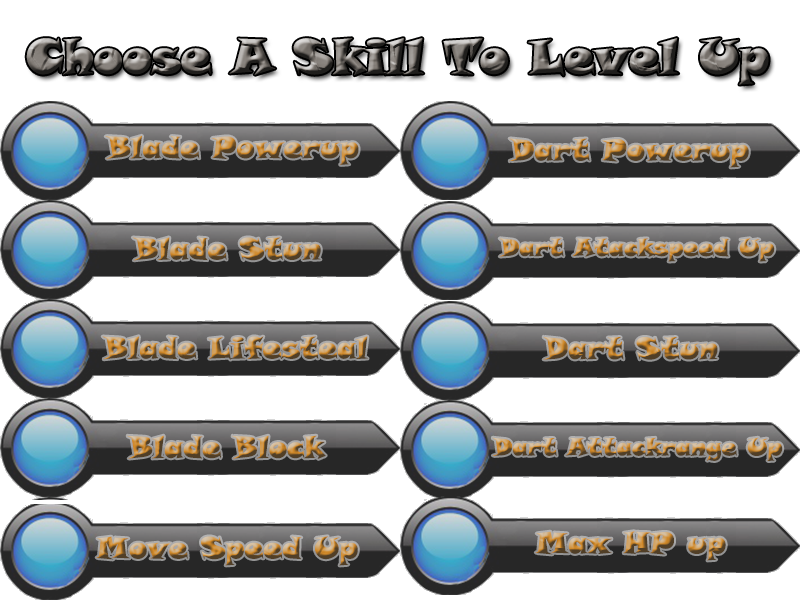 Choose A Skill To Level Up
Blade Powerup
Dart Powerup
Blade Stun
Dart Atackspeed Up
Blade Lifesteal
Dart Stun
Blade Block
Dart Attackrange Up
Move Speed Up
Max HP up